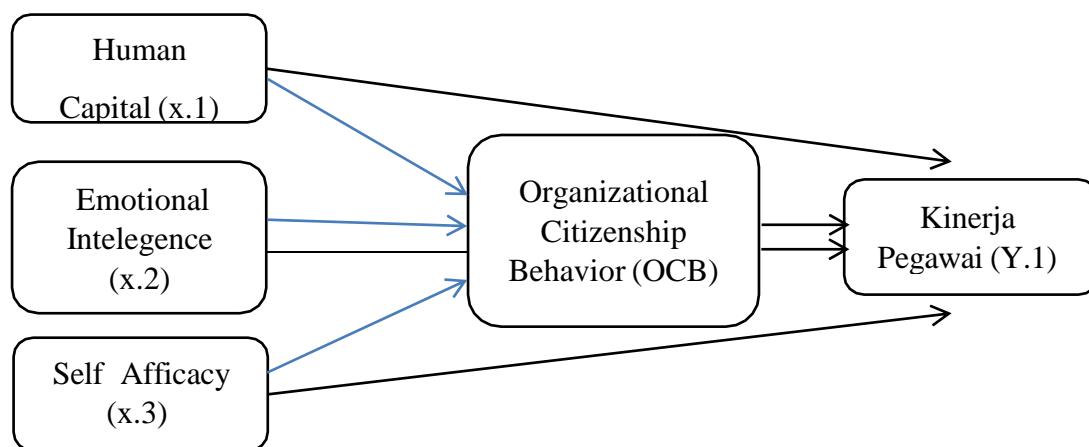 Human
Capital (x.1)
Emotional
Intelegence
(x.2)
Self Afficacy
(x.3)
Organizational
Citizenship
Behavior (OCB)
Kinerja
Pegawai (Y.1)